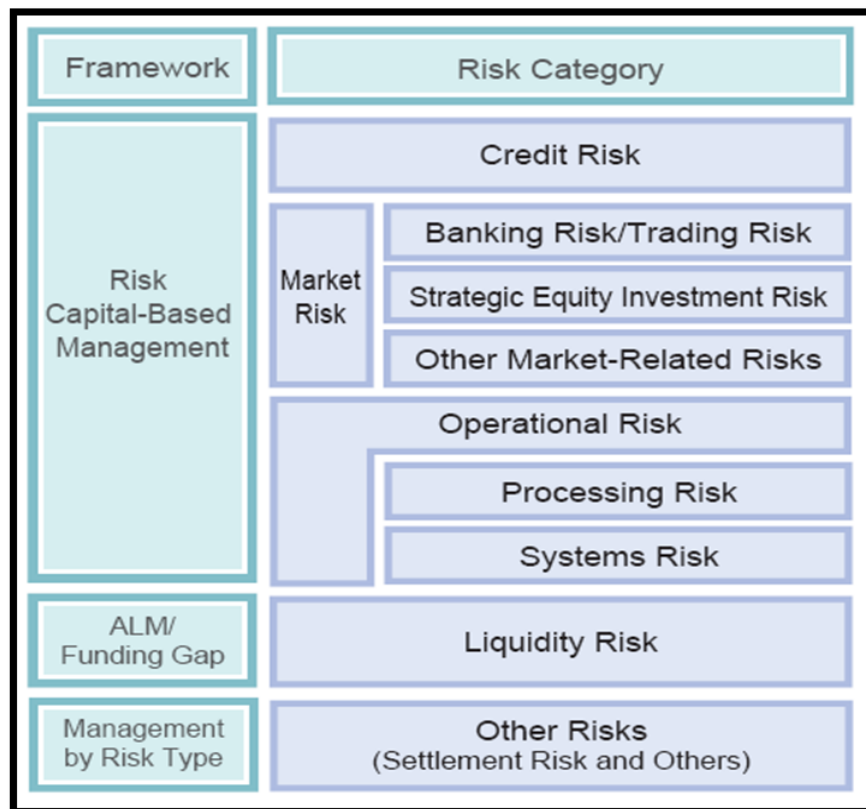 Framework
Risk Category
Risk
Capital-Based
Management
Credit Risk
Market
Risk
Banking Risk/Trading Risk
Strategic Equity Investment Risk
Other Market-Related Risks
Operational Risk
Processing Risk
Systems Risk
ALM/
Funding Gap
Liquidity Risk
Management
by Risk Type
Other Risks
(Settlement Risk and Others)